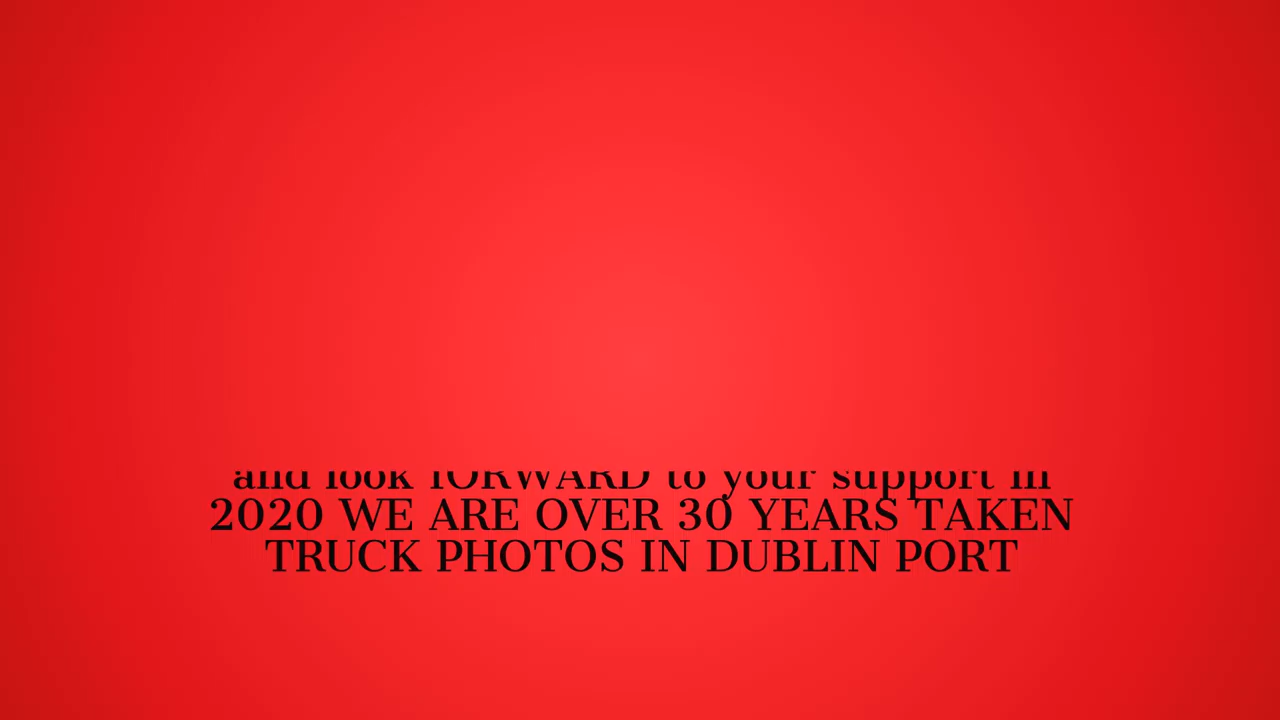 and look fORWARD to your support in
2020 WE ARE OVER 30 YEARS TAKEN
TRUCK PHOTOS IN DUBLIN PORT